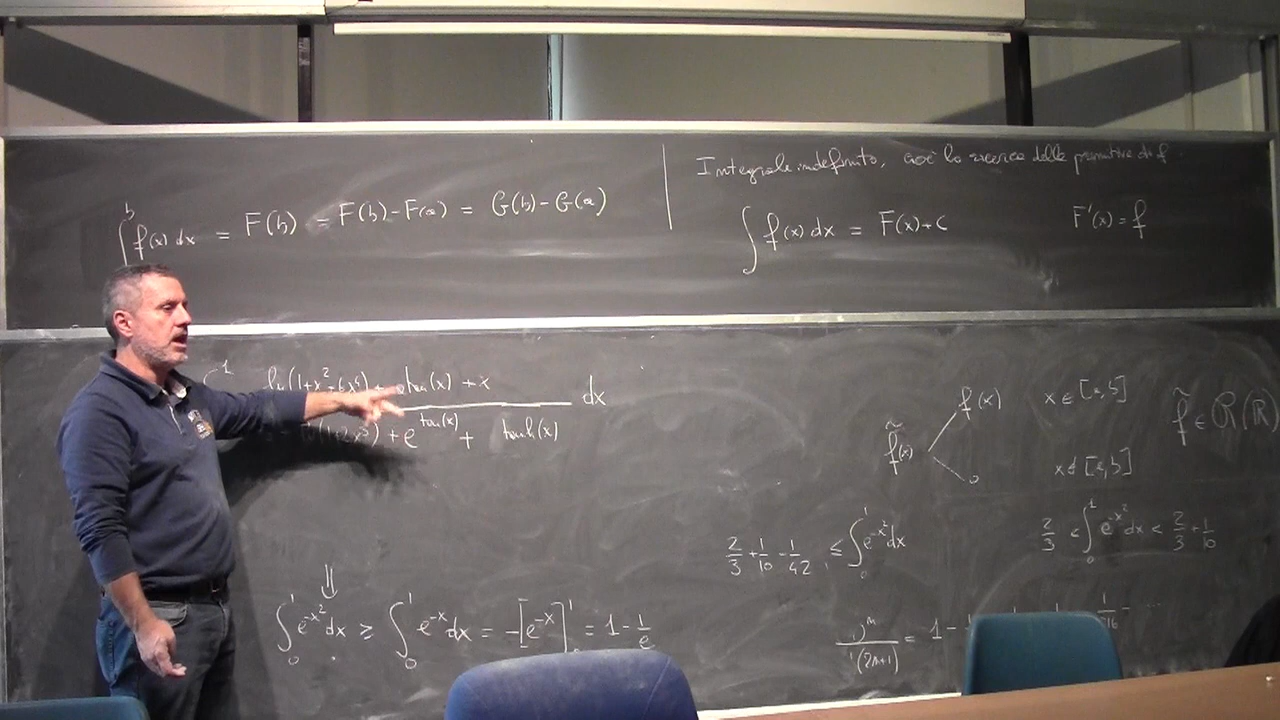 ∫ₐᵇ f(x) dx = F(b) = F(b)-F(a) = G(b)-G(a)
Integrale indefinito, cioè la ricerca delle primitive di f
∫ f(x) dx = F(x)+c F'(x) = f
ln(1+x²+6x⁴) + (x) + x
dx
+ e^tan(x) + tanh(x)
f̃(x) f(x) x ∈ [a,b]
0 x ∉ [a,b]
f̃ ∈ R(ℝ)
2/3 + 1/10 - 1/42 ≤ ∫₀¹ e^-x² dx
2/3 < ∫₀¹ e^-x² dx < 2/3 + 1/10
⇓
∫₀¹ e^-x² dx ≥ ∫₀¹ e^-x dx = -[e^-x]₀¹ = 1 - 1/e
(2n+1) = 1 -